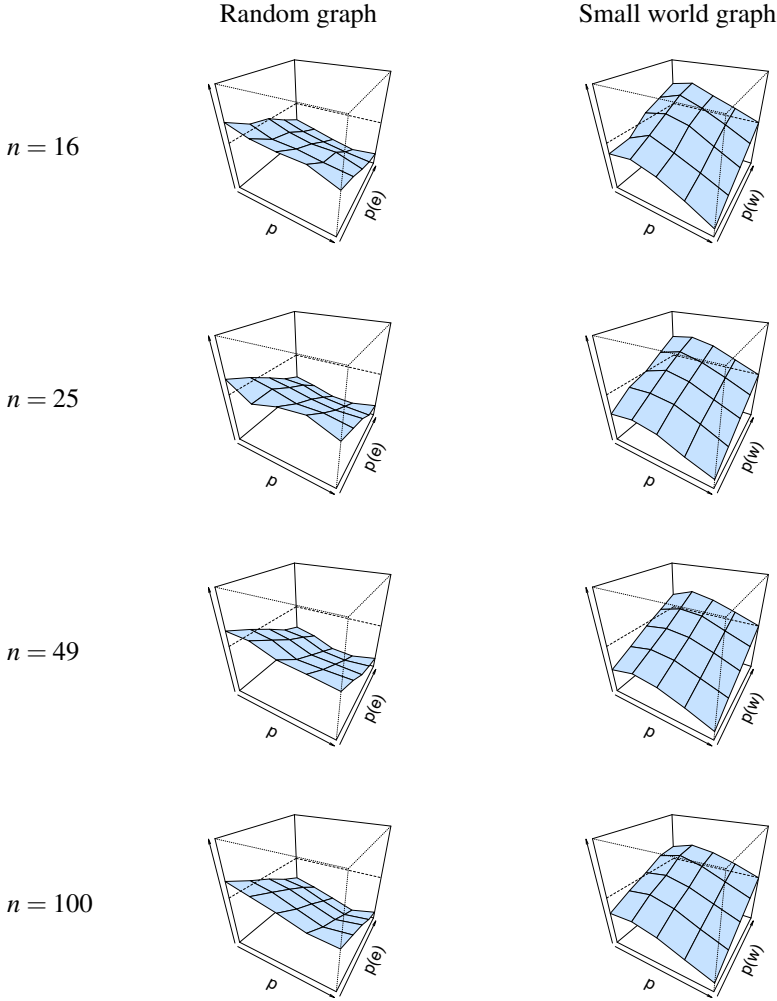 Random graph Small world graph
n = 16
p p(e) p p(w)
n = 25
p p(e) p p(w)
n = 49
p p(e) p p(w)
n = 100
p p(e) p p(w)